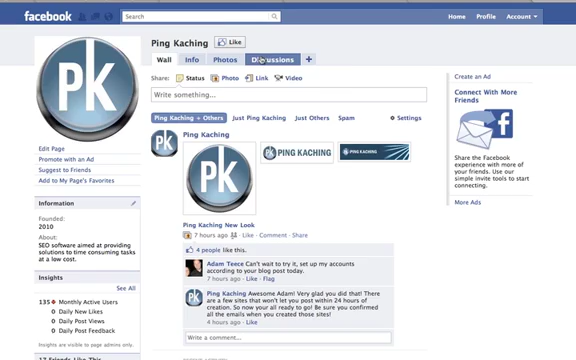 facebook
Search
Home Profile Account
PK
Ping Kaching
Like
Wall Info Photos Discussions +
Share: Status Photo Link Video
Write something...
Ping Kaching + Others Just Ping Kaching Just Others Spam Settings
Edit Page
Promote with an Ad
Suggest to Friends
Add to My Page's Favorites
Information
Founded:
2010
About:
SEO software aimed at providing
solutions to time consuming tasks
at a low cost.
Insights
See All
135 Monthly Active Users
0 Daily New Likes
0 Daily Post Views
0 Daily Post Feedback
Insights are visible to page admins only.
17 Friends Like This
PK
Ping Kaching
PK
PING KACHING
PING KACHING
Ping Kaching New Look
7 hours ago · Like · Comment · Share
4 people like this.
Adam Teece Can't wait to try it, set up my accounts
according to your blog post today.
7 hours ago · Like · Flag
Ping Kaching Awesome Adam! Very glad you did that! There
are a few sites that won't let you post within 24 hours of
creation. So now your all ready to go! Be sure you confirmed
all the emails when you created those sites!
4 hours ago · Like
Write a comment...
Create an Ad
Connect With More
Friends
Share the Facebook
experience with more of
your friends. Use our
simple invite tools to start
connecting.
More Ads